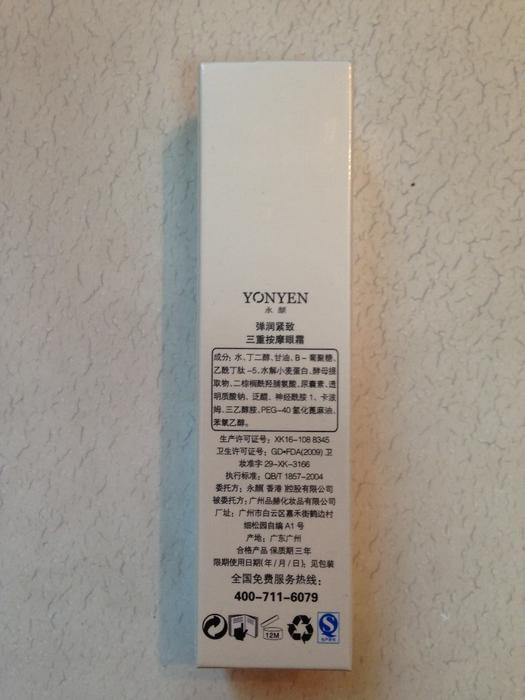 YONYEN
永颜
弹润紧致
三重按摩眼霜
成分:水、丁二醇、甘油、B-葡聚糖、
乙酰丁肽-5、水解小麦蛋白、酵母提
取物、二棕榈酰羟脯氨酸、尿囊素、透
明质酸钠、泛醌、神经酰胺1、卡波
姆、三乙醇胺、PEG-40氢化蓖麻油、
苯氧乙醇。
生产许可证号:XK16-108 8345
卫生许可证号:GD•FDA(2009)卫
妆准字29-XK-3166
执行标准:QB/T 1857-2004
委托方:永颜(香港)控股有限公司
被委托方:广州品赫化妆品有限公司
厂址:广州市白云区嘉禾街鹤边村
细松园自编A1号
产地:广东广州
合格产品 保质期三年
限期使用日期(年/月/日):见包装
全国免费服务热线:
400-711-6079
12M